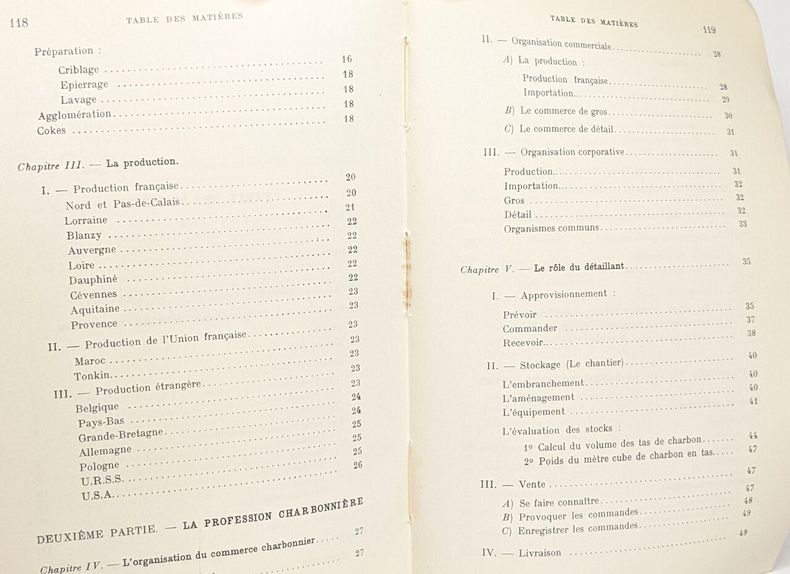 118 TABLE DES MATIÈRES
Préparation :
Criblage ........ 16
Epierrage ........ 18
Lavage ........ 18
Agglomération ........ 18
Cokes ........ 18
Chapitre III. — La production.
I. — Production française ........ 20
Nord et Pas-de-Calais ........ 20
Lorraine ........ 21
Blanzy ........ 22
Auvergne ........ 22
Loire ........ 22
Dauphiné ........ 22
Cévennes ........ 22
Aquitaine ........ 23
Provence ........ 23
II. — Production de l'Union française ........ 23
Maroc ........ 23
Tonkin ........ 23
III. — Production étrangère ........ 23
Belgique ........ 23
Pays-Bas ........ 24
Grande-Bretagne ........ 24
Allemagne ........ 25
Pologne ........ 25
U.R.S.S. ........ 25
U.S.A. ........ 26
DEUXIÈME PARTIE. — LA PROFESSION CHARBONNIÈRE
Chapitre IV. — L'organisation du commerce charbonnier ..... 27
27
TABLE DES MATIÈRES 119
II. — Organisation commerciale ........ 28
A) La production :
Production française ........ 28
Importation ........ 29
B) Le commerce de gros ........ 30
C) Le commerce de détail ........ 31
III. — Organisation corporative ........ 31
Production ........ 31
Importation ........ 32
Gros ........ 32
Détail ........ 32
Organismes communs ........ 33
Chapitre V. — Le rôle du détaillant ........ 35
I. — Approvisionnement :
Prévoir ........ 35
Commander ........ 37
Recevoir ........ 38
II. — Stockage (Le chantier) ........ 40
L'embranchement ........ 40
L'aménagement ........ 40
L'équipement ........ 41
L'évaluation des stocks :
1º Calcul du volume des tas de charbon ....... 44
2º Poids du mètre cube de charbon en tas ..... 47
III. — Vente ........ 47
A) Se faire connaître ........ 47
B) Provoquer les commandes ........ 48
C) Enregistrer les commandes ........ 49
IV. — Livraison ........ 49